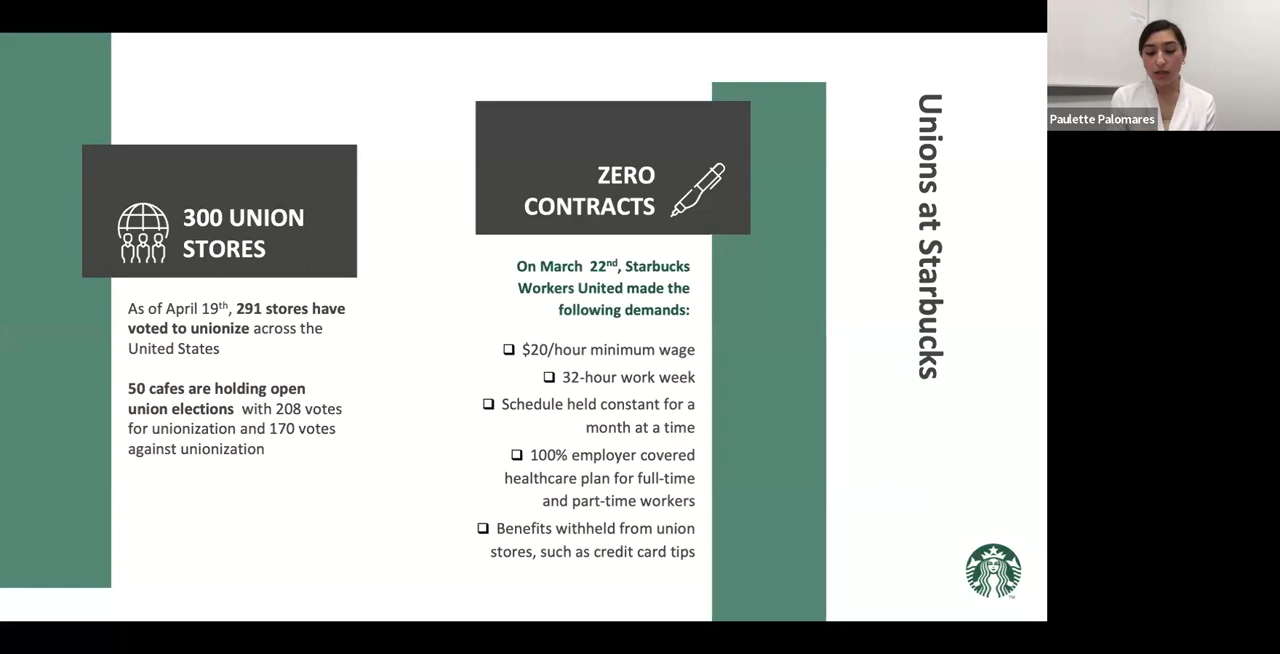 300 UNION
STORES
As of April 19th, 291 stores have
voted to unionize across the
United States
50 cafes are holding open
union elections with 208 votes
for unionization and 170 votes
against unionization
ZERO
CONTRACTS
On March 22nd, Starbucks
Workers United made the
following demands:
❑ $20/hour minimum wage
❑ 32-hour work week
❑ Schedule held constant for a
month at a time
❑ 100% employer covered
healthcare plan for full-time
and part-time workers
❑ Benefits withheld from union
stores, such as credit card tips
Unions at Starbucks
TM
Paulette Palomares